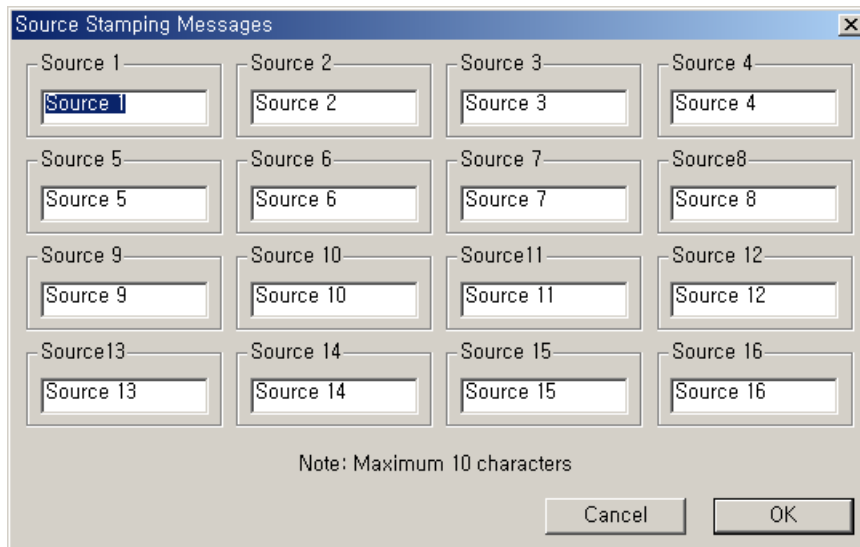 Source Stamping Messages
Source 1 Source 2 Source 3 Source 4
Source 1 Source 2 Source 3 Source 4
Source 5 Source 6 Source 7 Source8
Source 5 Source 6 Source 7 Source 8
Source 9 Source 10 Source11 Source 12
Source 9 Source 10 Source 11 Source 12
Source13 Source 14 Source 15 Source 16
Source 13 Source 14 Source 15 Source 16
Note: Maximum 10 characters
Cancel OK